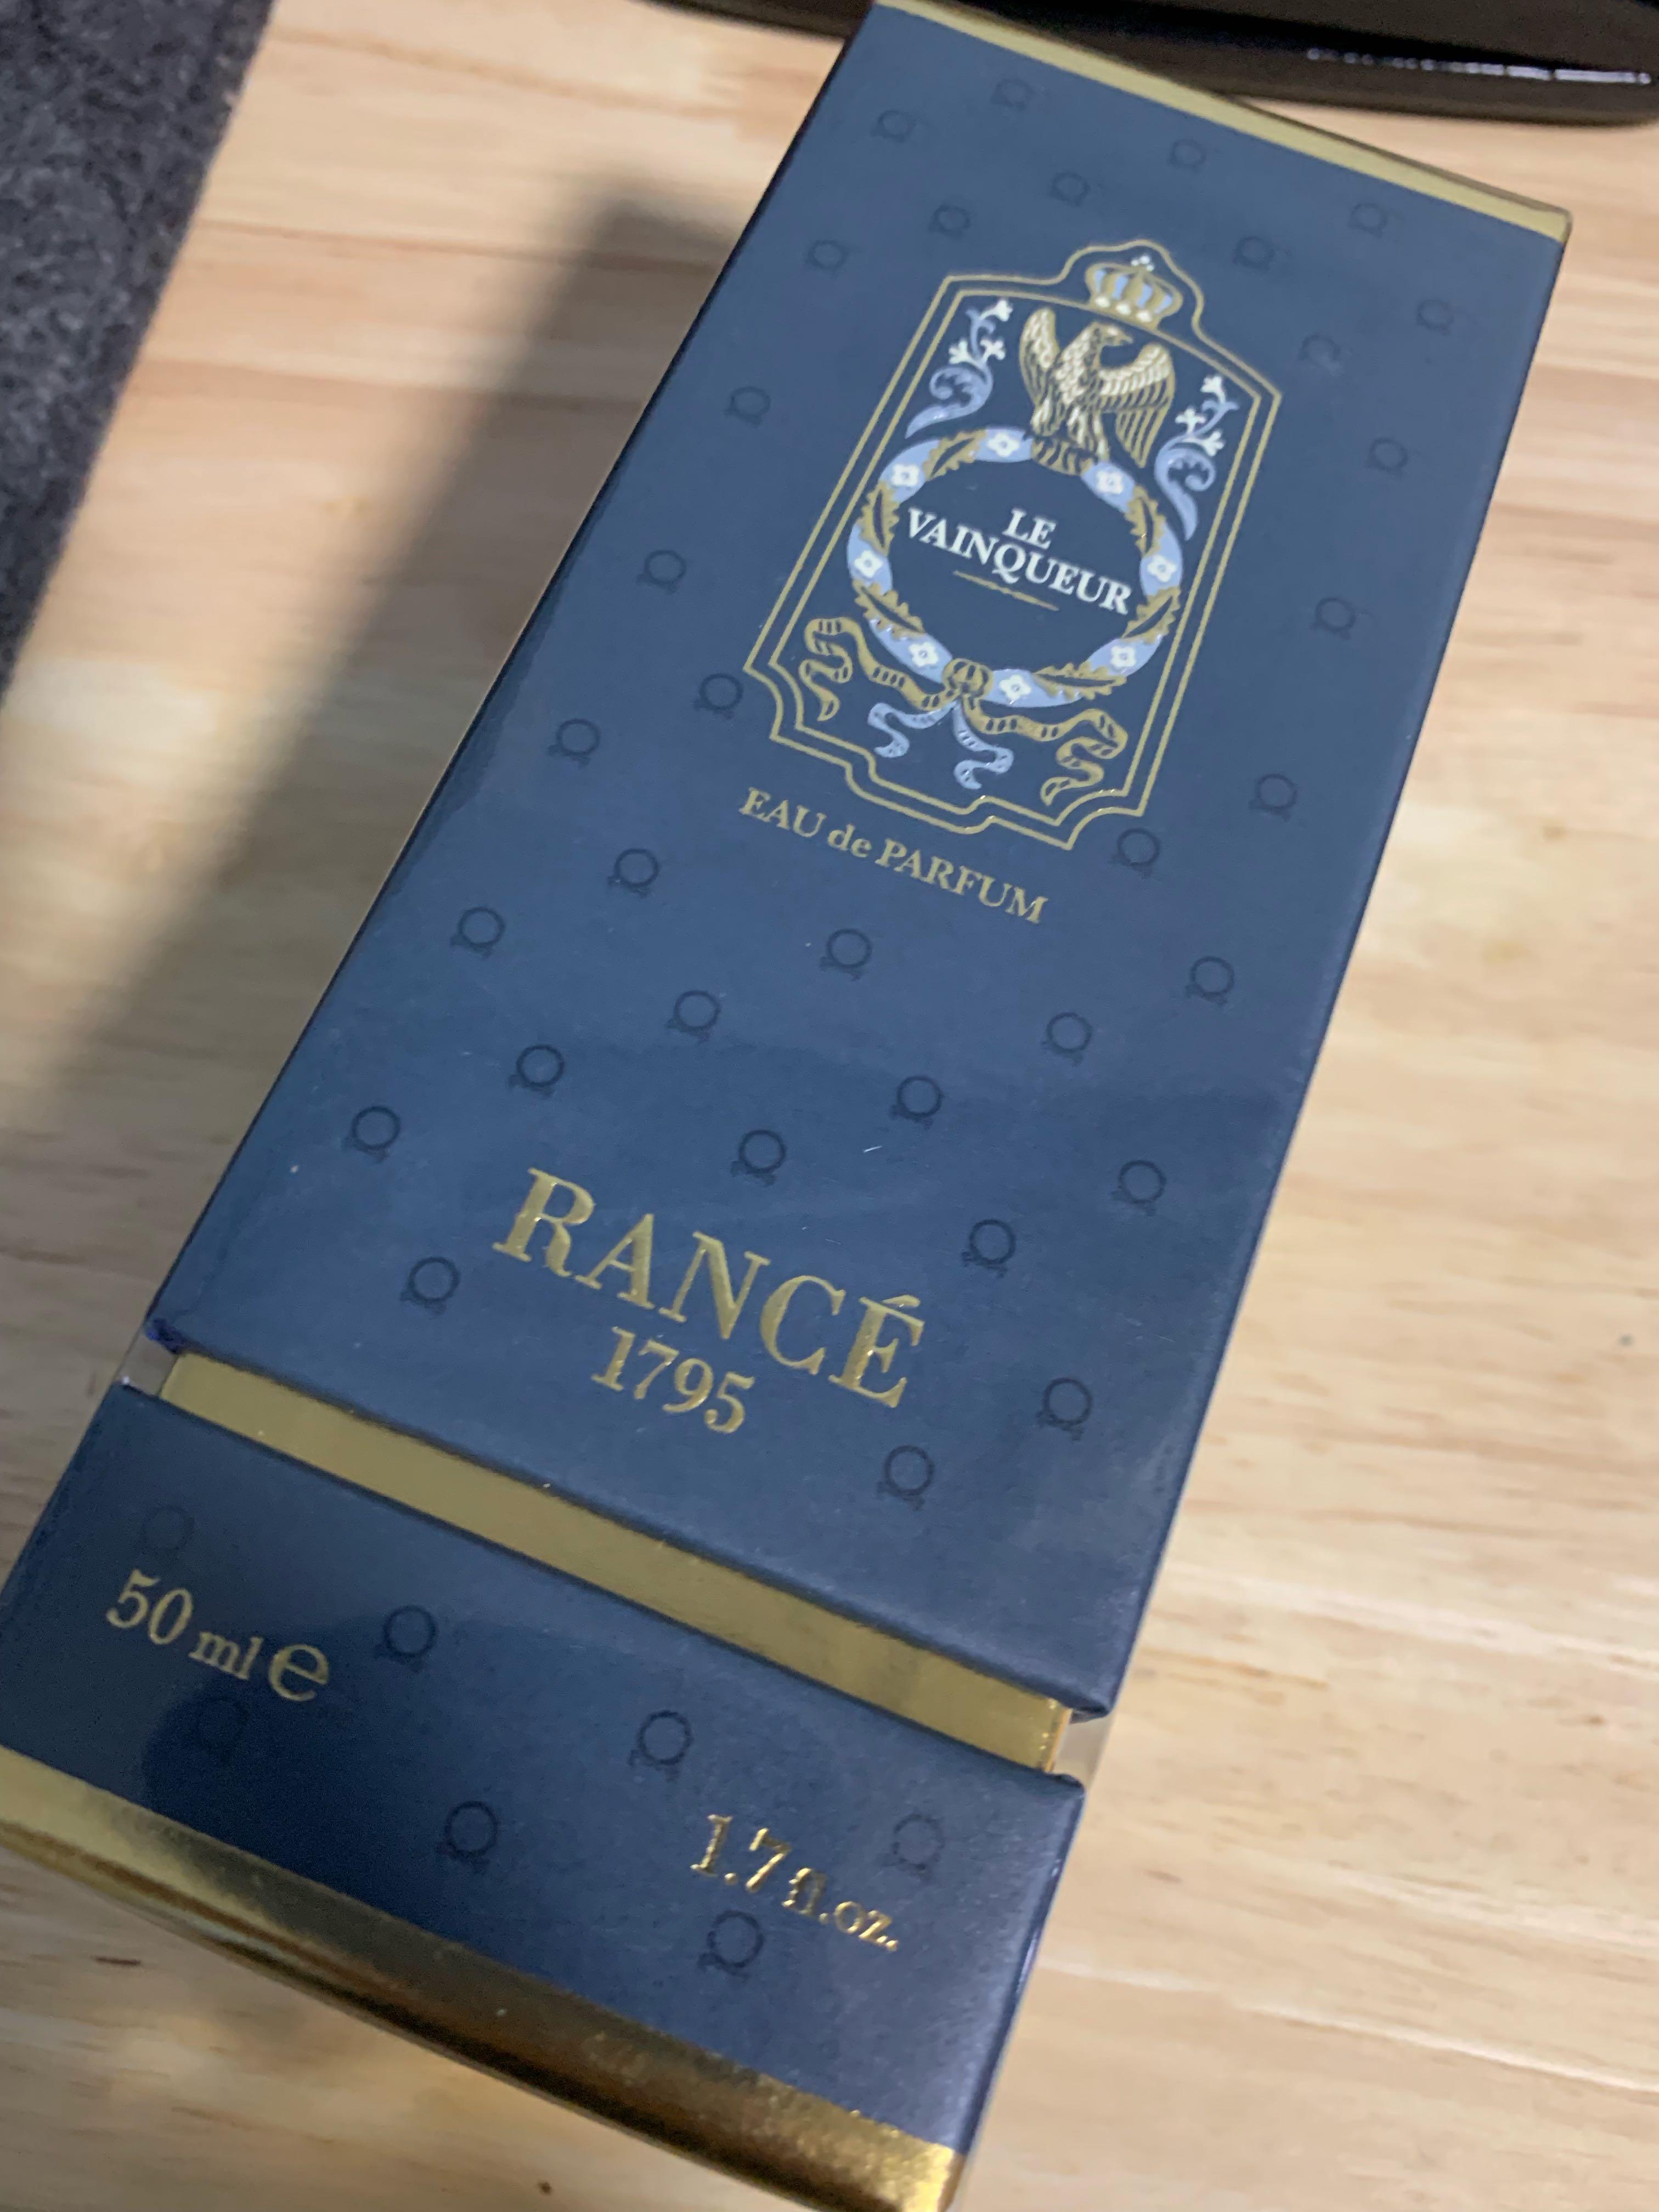 LE
VAINQUEUR
EAU de PARFUM
RANCÉ
1795
50 ml e
1.7 fl.oz.